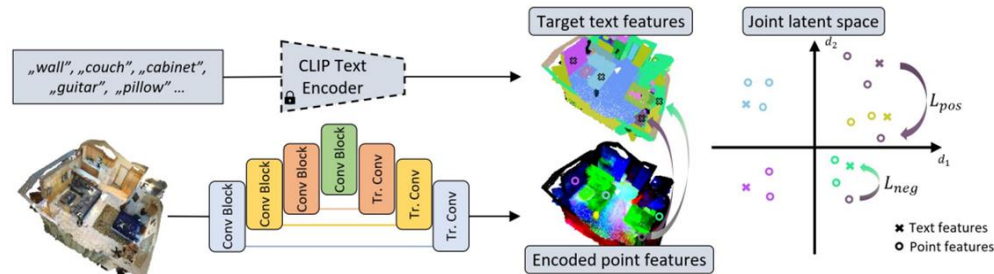 Target text features
Joint latent space
„wall”, „couch”, „cabinet”,
„guitar”, „pillow” ...
CLIP Text
Encoder
Conv Block
Conv Block
Conv Block
Conv Block
Tr. Conv
Tr. Conv
Tr. Conv
Encoded point features
d₂
d₁
Lpos
Lneg
Text features
Point features